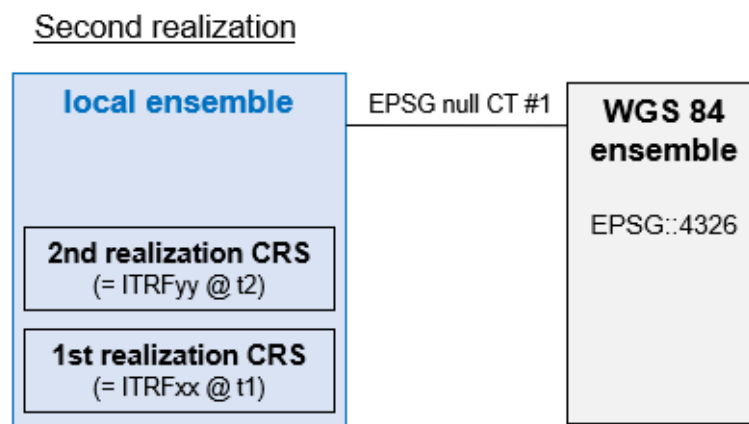 Second realization
local ensemble
EPSG null CT #1
WGS 84
ensemble
EPSG::4326
2nd realization CRS
(= ITRFyy @ t2)
1st realization CRS
(= ITRFxx @ t1)